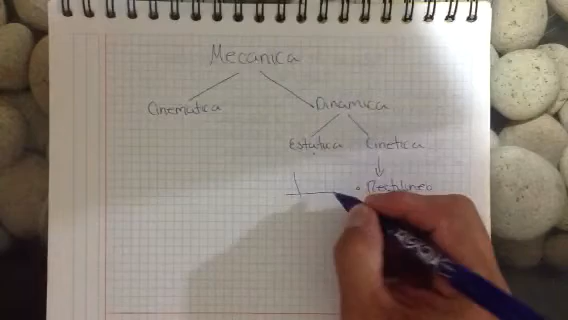 Mecanica
Cinematica Dinamica
Estatica Cinetica
• Rectilineo